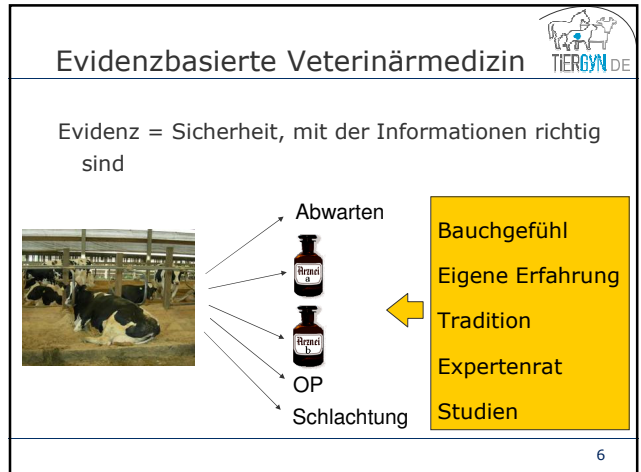 Evidenzbasierte Veterinärmedizin
TiERGYN DE
Evidenz = Sicherheit, mit der Informationen richtig
sind
Abwarten
Arznei
a
Arznei
b
OP
Schlachtung
Bauchgefühl
Eigene Erfahrung
Tradition
Expertenrat
Studien
6